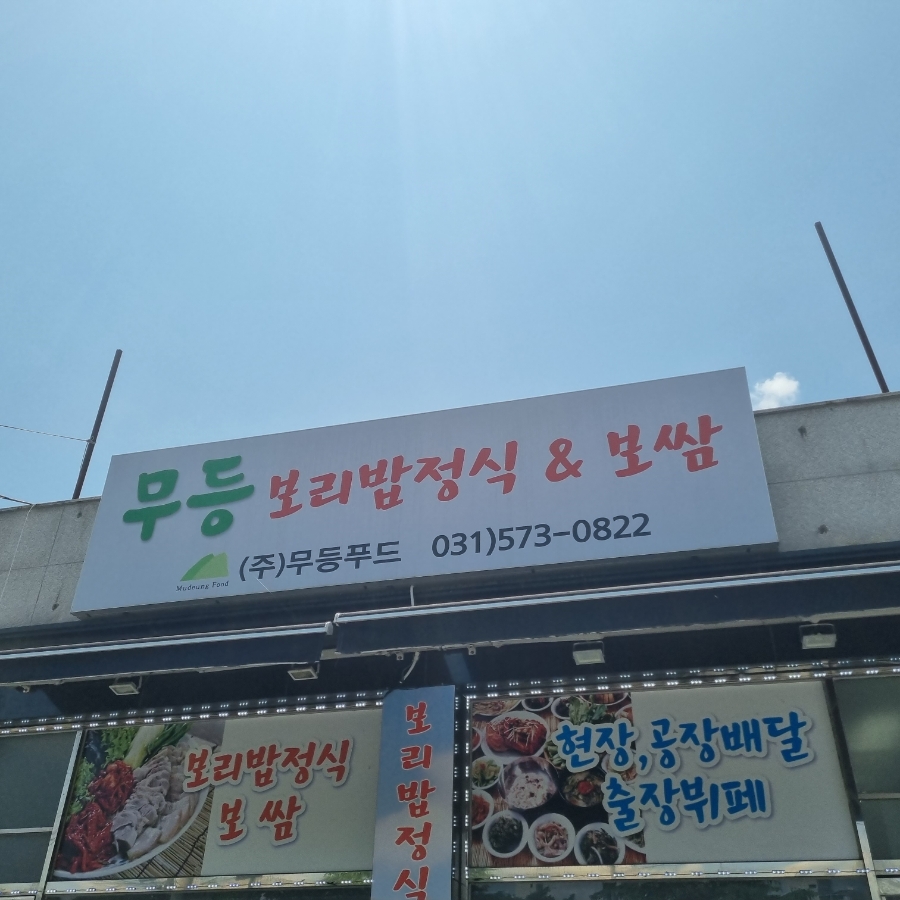 무등 보리밥정식 & 보쌈
Mudeung Food (주)무등푸드 031)573-0822
보리밥정식
보쌈
보리밥정식
현장,공장배달
출장뷔페